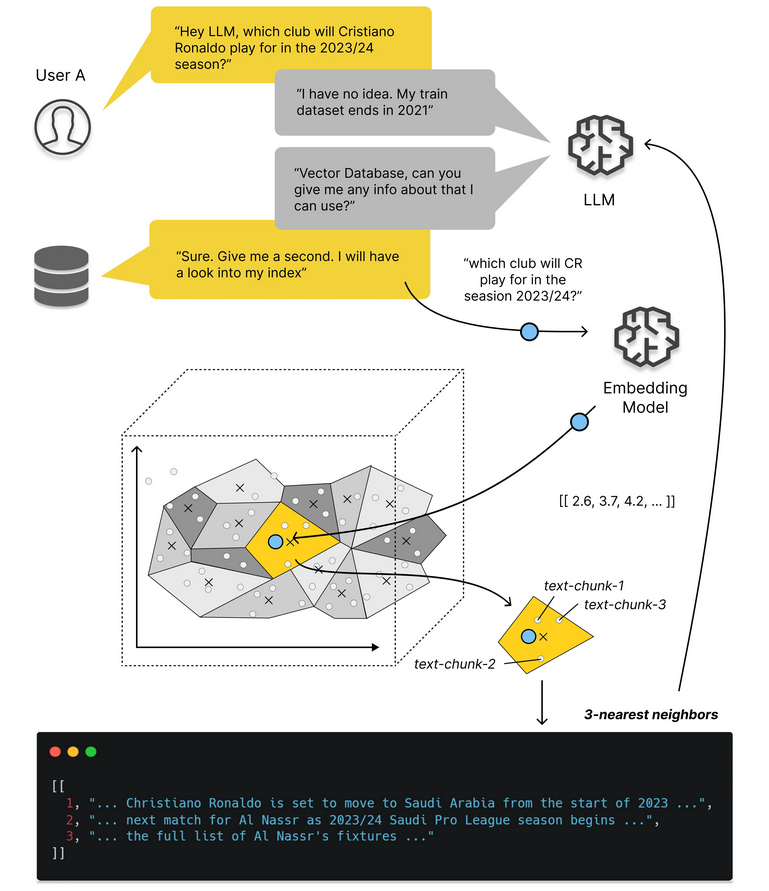 “Hey LLM, which club will Cristiano
Ronaldo play for in the 2023/24
season?”
User A
“I have no idea. My train
dataset ends in 2021”
“Vector Database, can you
give me any info about that I
can use?”
LLM
“Sure. Give me a second. I will have
a look into my index”
“which club will CR
play for in the
seasion 2023/24?”
Embedding
Model
[[ 2.6, 3.7, 4.2, ... ]]
text-chunk-1
text-chunk-3
text-chunk-2
3-nearest neighbors
[[
1, "... Christiano Ronaldo is set to move to Saudi Arabia from the start of 2023 ...",
2, "... next match for Al Nassr as 2023/24 Saudi Pro League season begins ...",
3, "... the full list of Al Nassr's fixtures ..."
]]